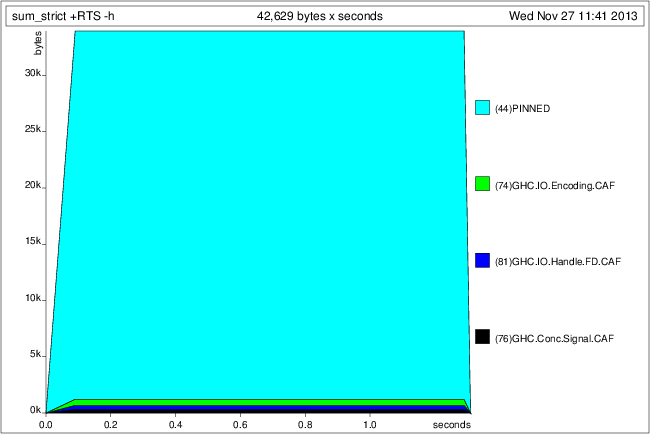 sum_strict +RTS -h 42,629 bytes x seconds Wed Nov 27 11:41 2013
bytes
30k
25k
20k
15k
10k
5k
0k
0.0 0.2 0.4 0.6 0.8 1.0 seconds
(44)PINNED
(74)GHC.IO.Encoding.CAF
(81)GHC.IO.Handle.FD.CAF
(76)GHC.Conc.Signal.CAF